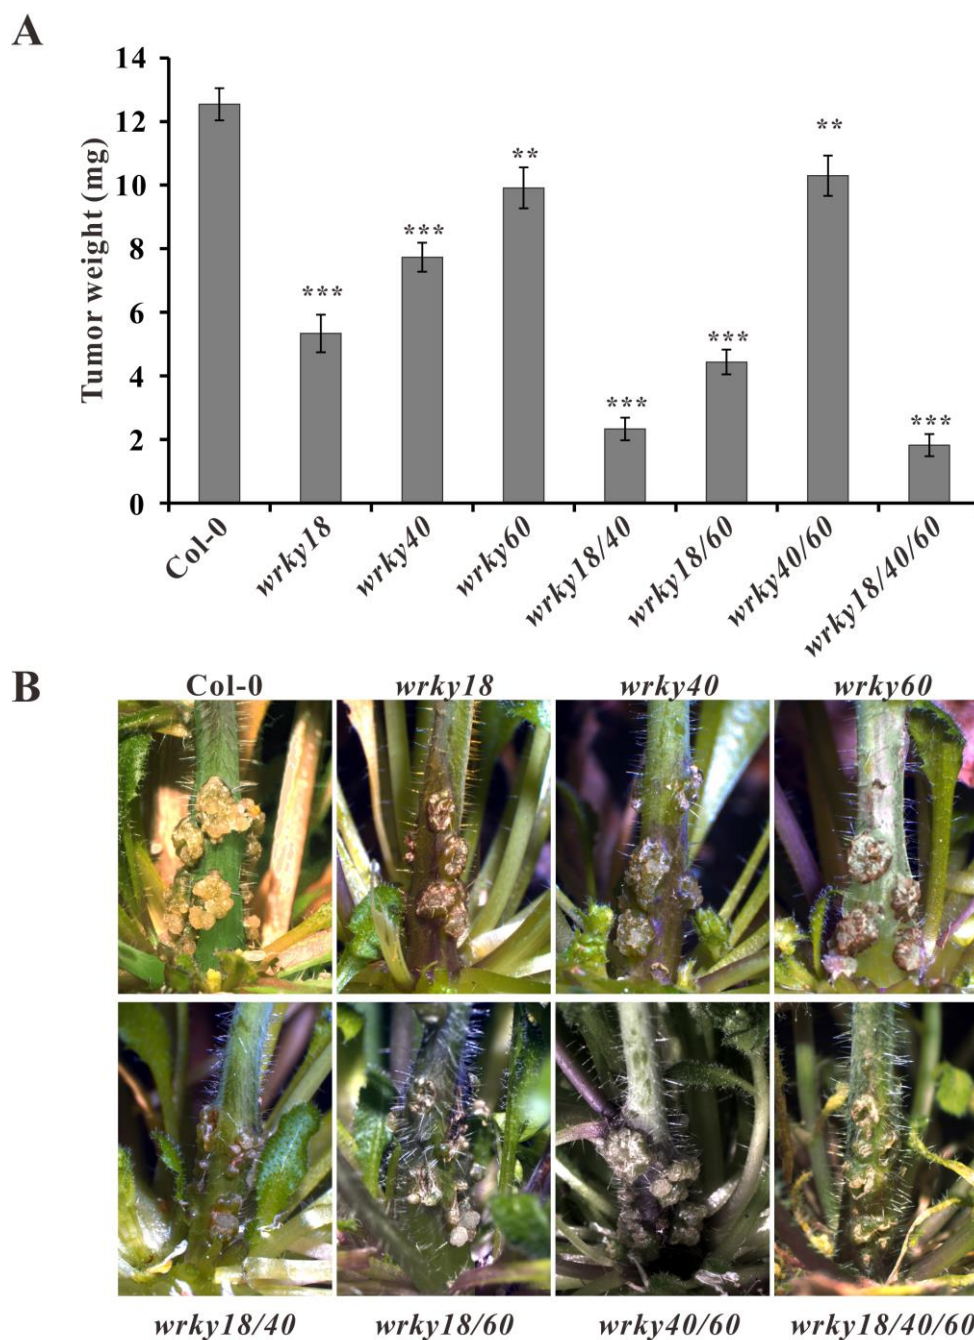 A
14
12
10
8
6
4
2
0
Tumor weight (mg)
***
***
**
***
***
**
***
Col-0
wrky18
wrky40
wrky60
wrky18/40
wrky18/60
wrky40/60
wrky18/40/60
B
Col-0 wrky18 wrky40 wrky60
wrky18/40 wrky18/60 wrky40/60 wrky18/40/60